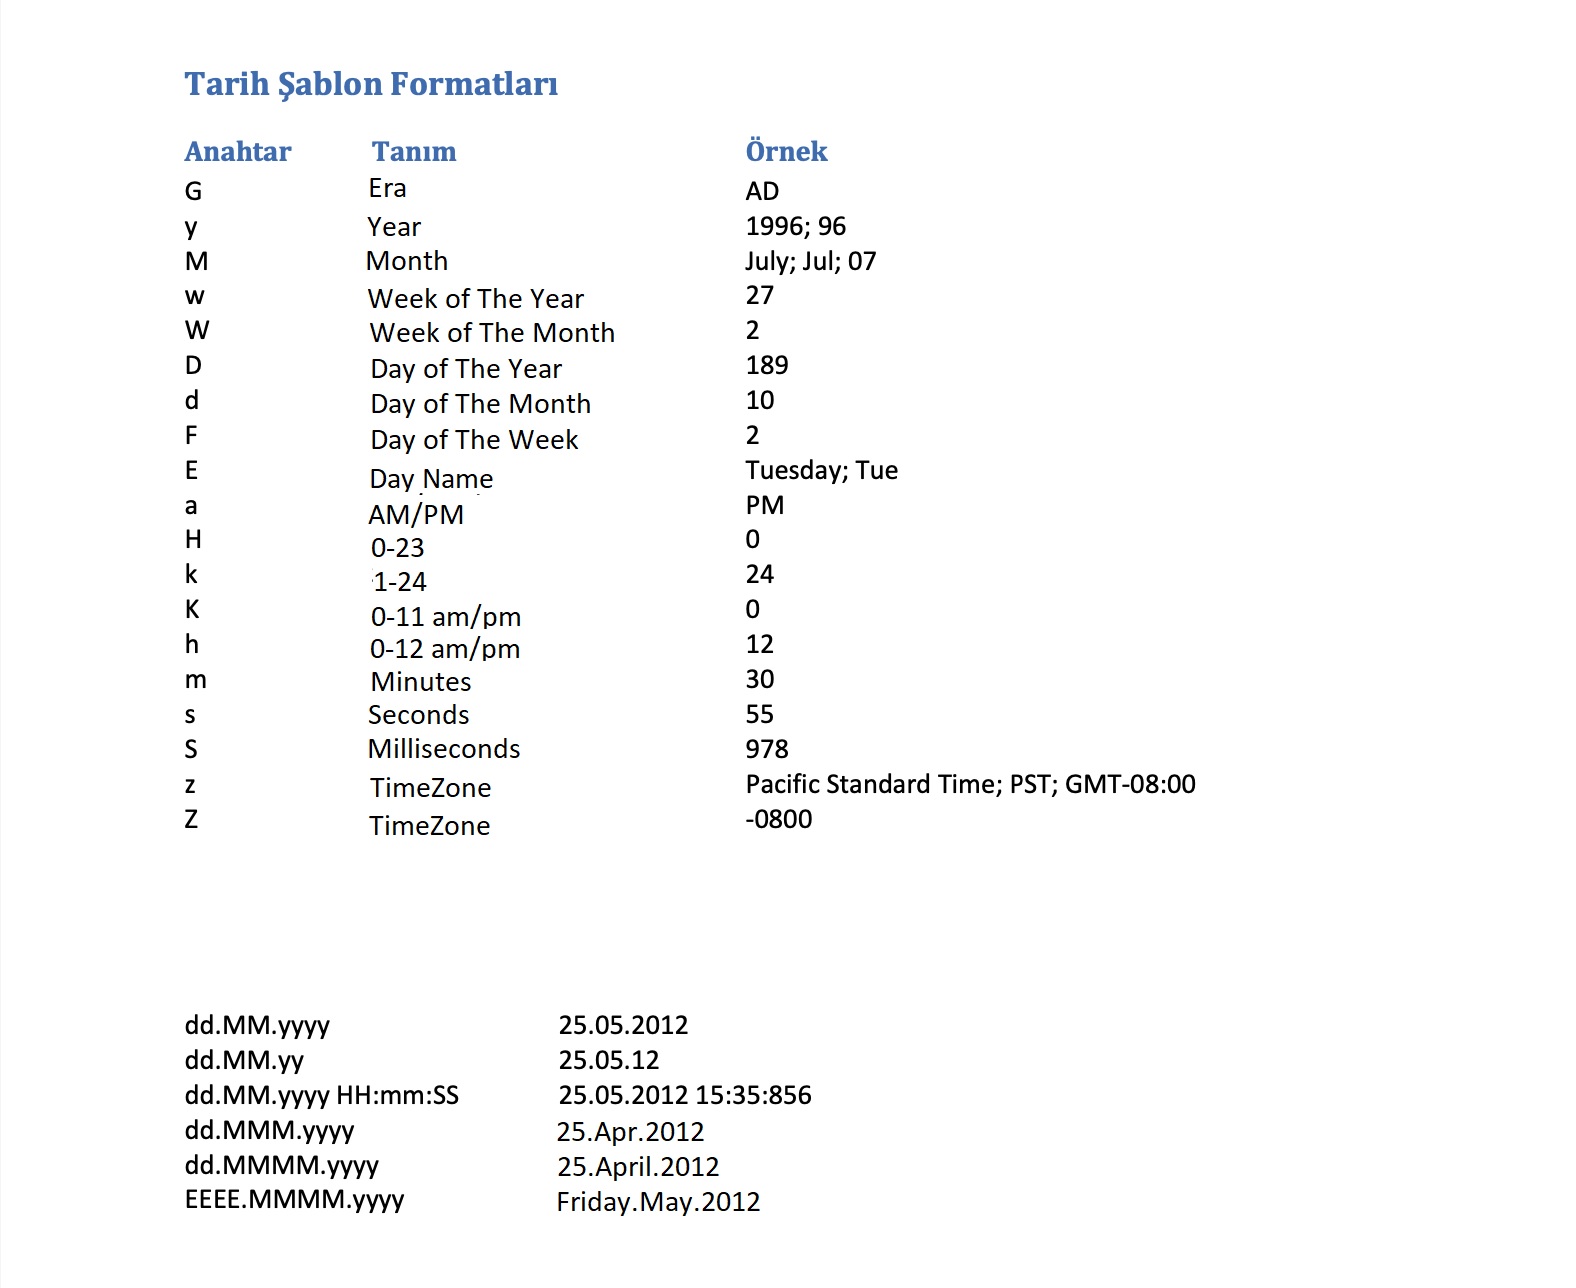 Tarih Şablon Formatları
Anahtar Tanım Örnek
G Era AD
y Year 1996; 96
M Month July; Jul; 07
w Week of The Year 27
W Week of The Month 2
D Day of The Year 189
d Day of The Month 10
F Day of The Week 2
E Day Name Tuesday; Tue
a AM/PM PM
H 0-23 0
k 1-24 24
K 0-11 am/pm 0
h 0-12 am/pm 12
m Minutes 30
s Seconds 55
S Milliseconds 978
z TimeZone Pacific Standard Time; PST; GMT-08:00
Z TimeZone -0800
dd.MM.yyyy 25.05.2012
dd.MM.yy 25.05.12
dd.MM.yyyy HH:mm:SS 25.05.2012 15:35:856
dd.MMM.yyyy 25.Apr.2012
dd.MMMM.yyyy 25.April.2012
EEEE.MMMM.yyyy Friday.May.2012